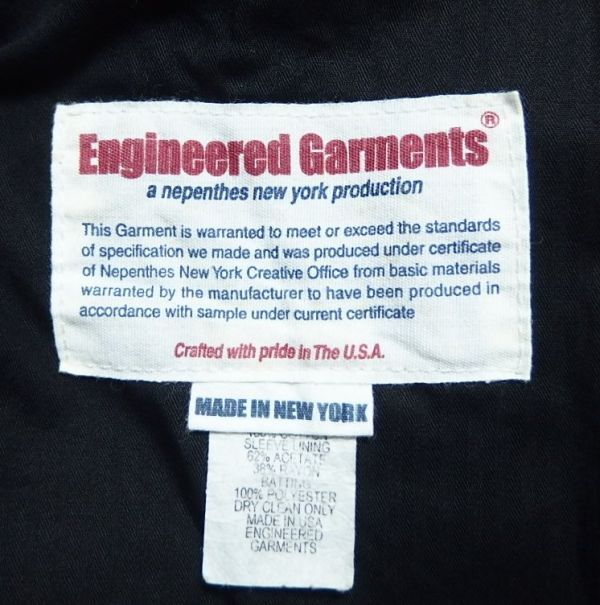 Engineered Garments®
a nepenthes new york production
This Garment is warranted to meet or exceed the standards
of specification we made and was produced under certificate
of Nepenthes New York Creative Office from basic materials
warranted by the manufacturer to have been produced in
accordance with sample under current certificate
Crafted with pride in The U.S.A.
MADE IN NEW YORK
SLEEVE LINING
62% ACETATE
38% RAYON
BATTING
100% POLYESTER
DRY CLEAN ONLY
MADE IN USA
ENGINEERED
GARMENTS